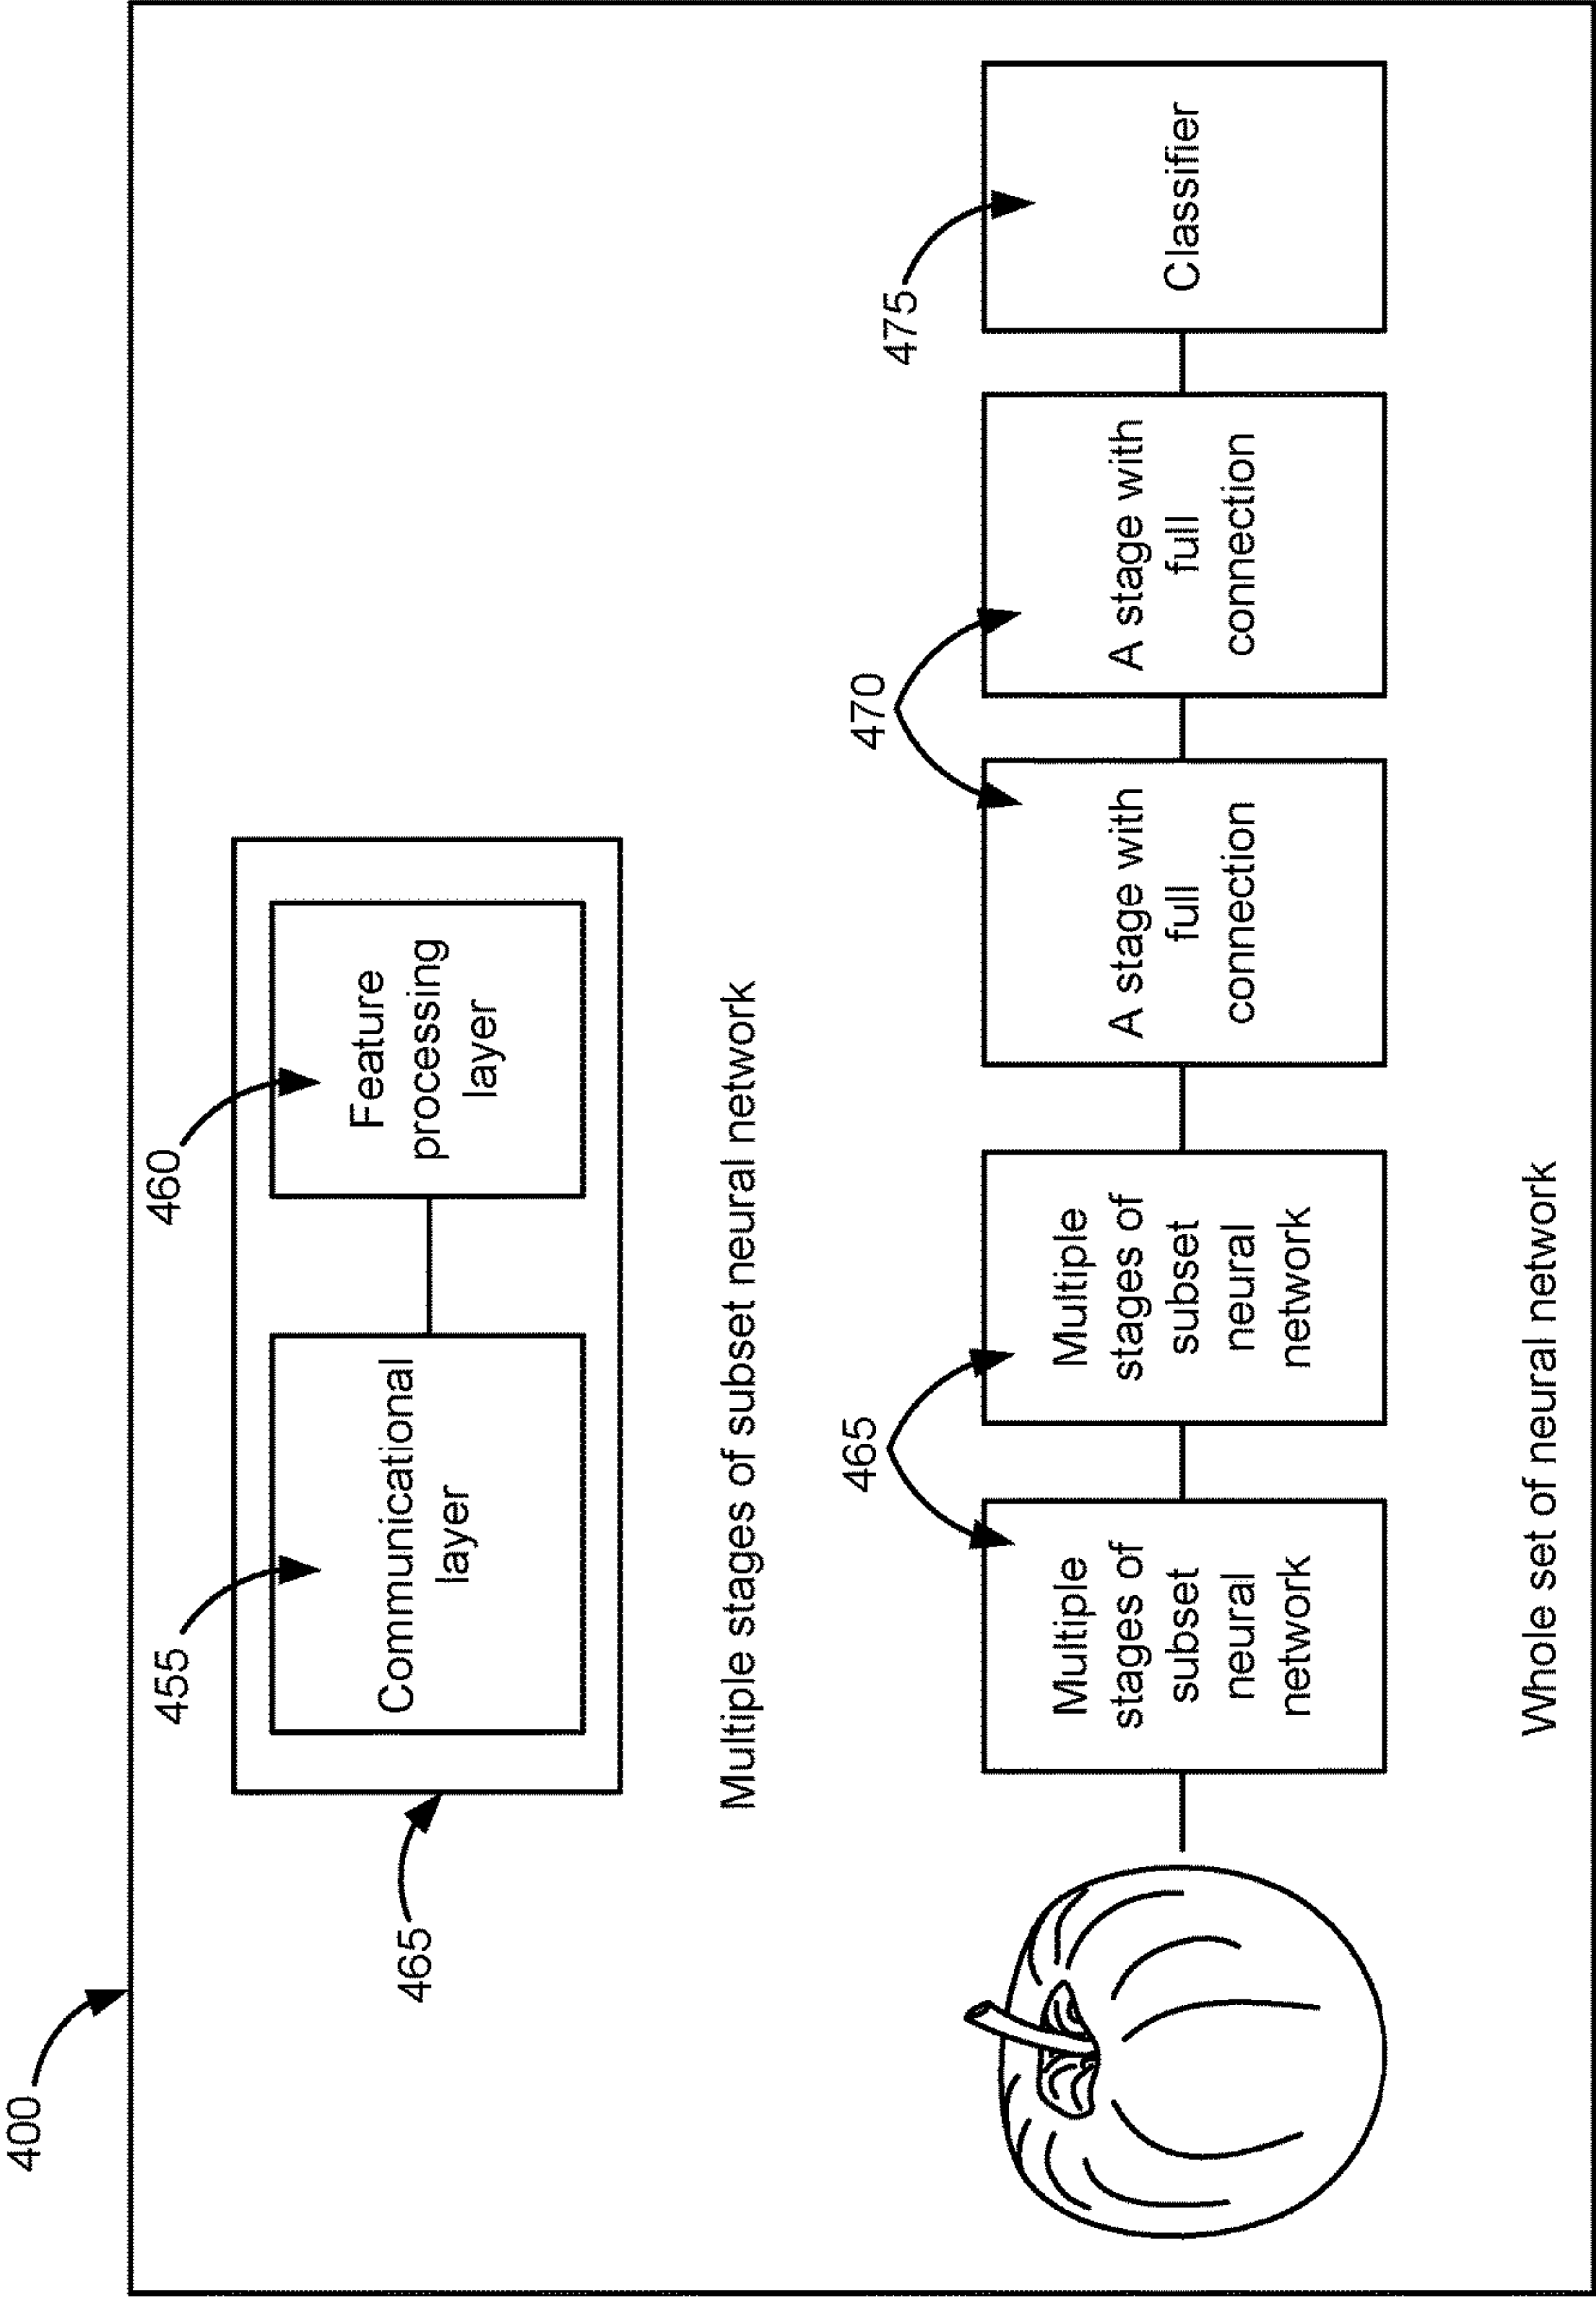 400
455
460
465
Communicational
layer
Feature
processing
layer
Multiple stages of subset neural network
465
470
475
Multiple
stages of
subset
neural
network
Multiple
stages of
subset
neural
network
A stage with
full
connection
A stage with
full
connection
Classifier
Whole set of neural network